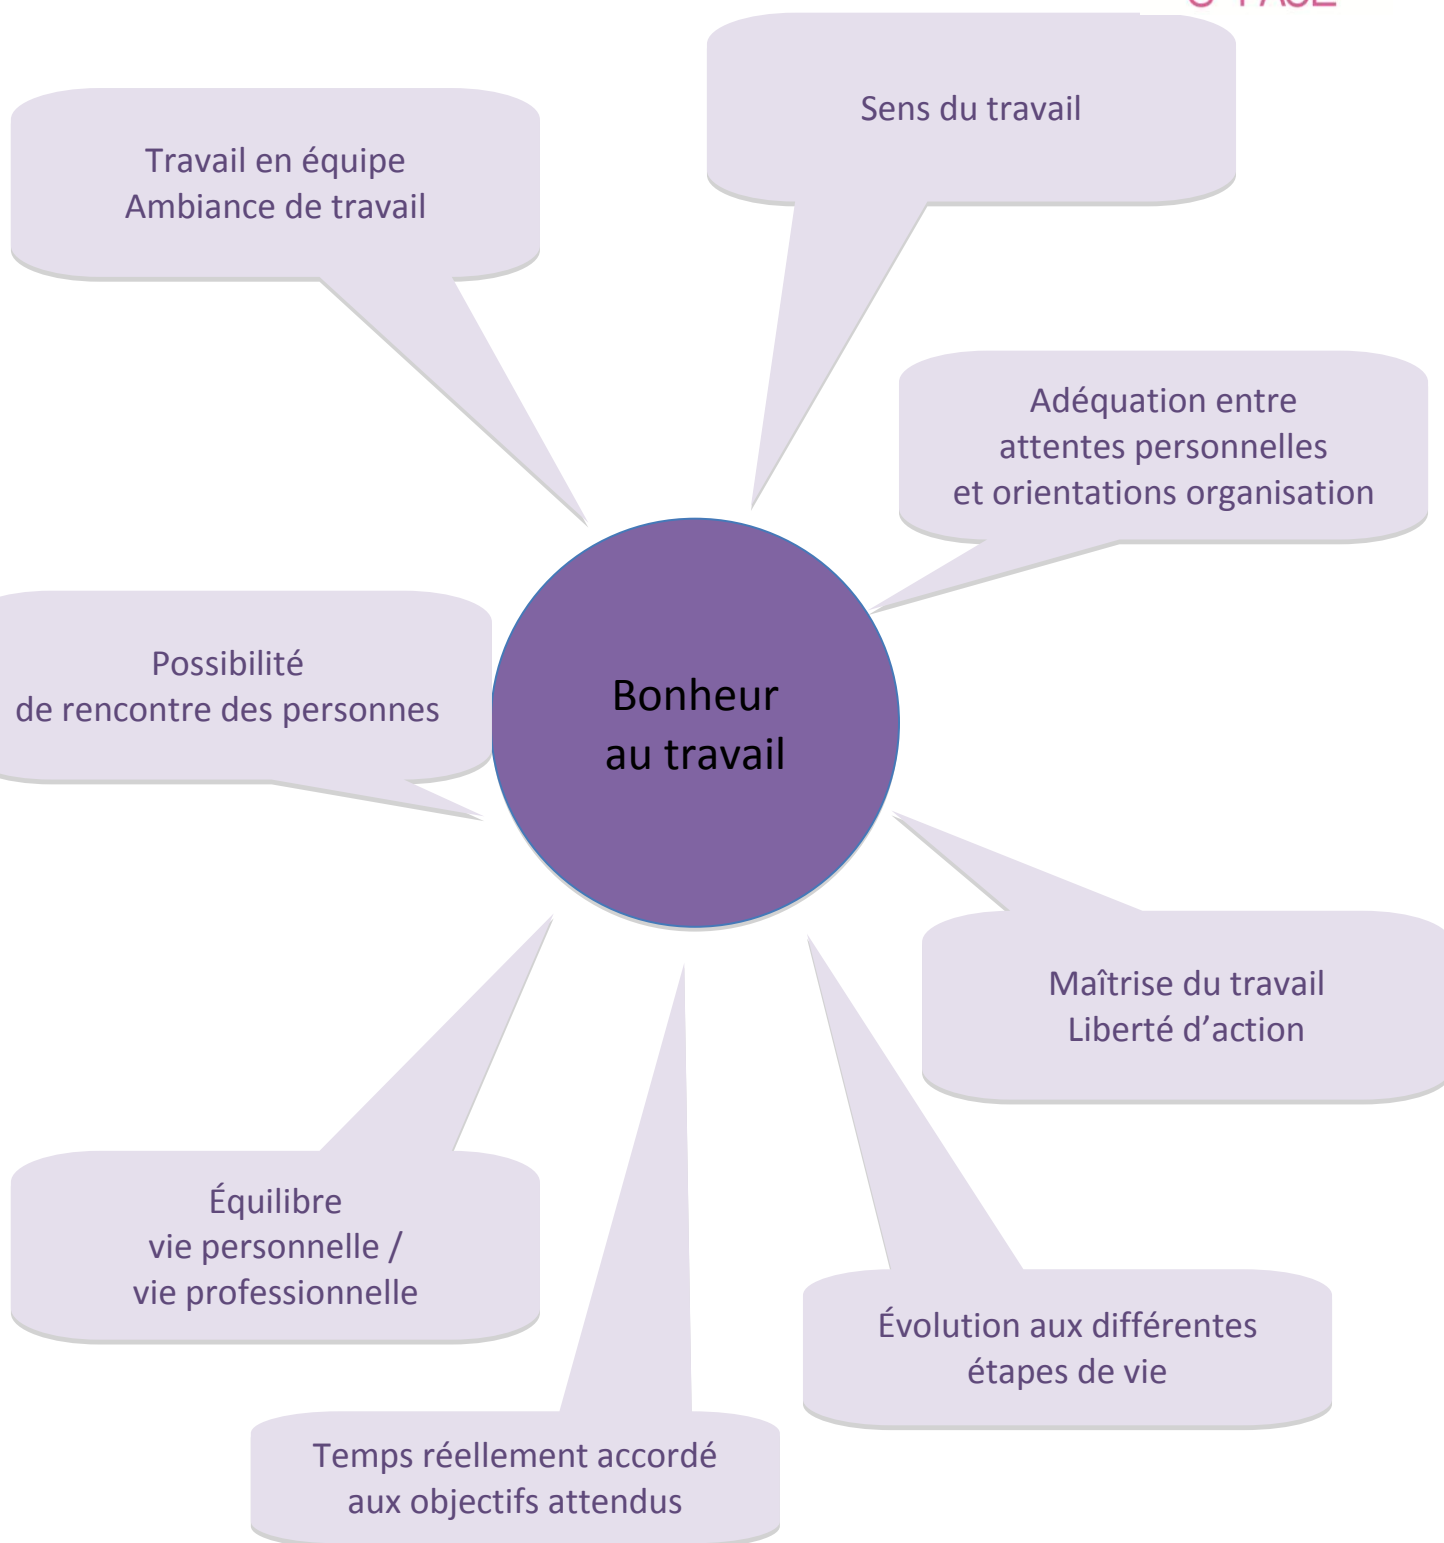 Sens du travail
Travail en équipe
Ambiance de travail
Adéquation entre
attentes personnelles
et orientations organisation
Possibilité
de rencontre des personnes
Bonheur
au travail
Maîtrise du travail
Liberté d’action
Équilibre
vie personnelle /
vie professionnelle
Évolution aux différentes
étapes de vie
Temps réellement accordé
aux objectifs attendus